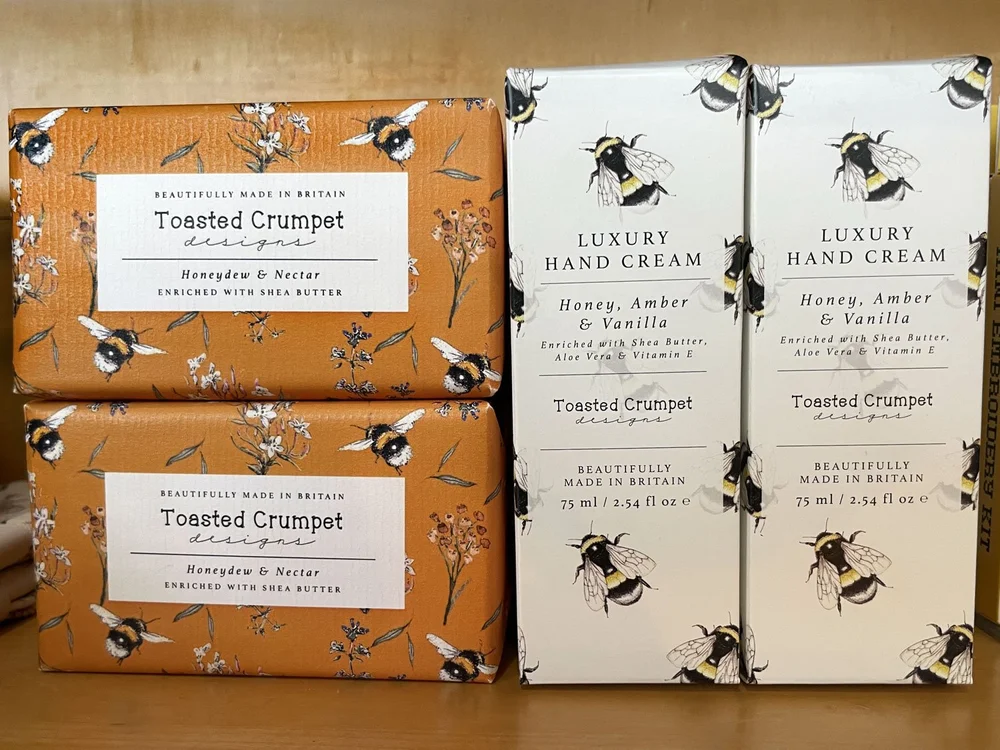 BEAUTIFULLY MADE IN BRITAIN
Toasted Crumpet
designs
Honeydew & Nectar
ENRICHED WITH SHEA BUTTER
BEAUTIFULLY MADE IN BRITAIN
Toasted Crumpet
designs
Honeydew & Nectar
ENRICHED WITH SHEA BUTTER
LUXURY
HAND CREAM
Honey, Amber
& Vanilla
Enriched with Shea Butter,
Aloe Vera & Vitamin E
Toasted Crumpet
designs
BEAUTIFULLY
MADE IN BRITAIN
75 ml / 2.54 fl oz ℮
LUXURY
HAND CREAM
Honey, Amber
& Vanilla
Enriched with Shea Butter,
Aloe Vera & Vitamin E
Toasted Crumpet
designs
BEAUTIFULLY
MADE IN BRITAIN
75 ml / 2.54 fl oz ℮
EMBROIDERY KIT